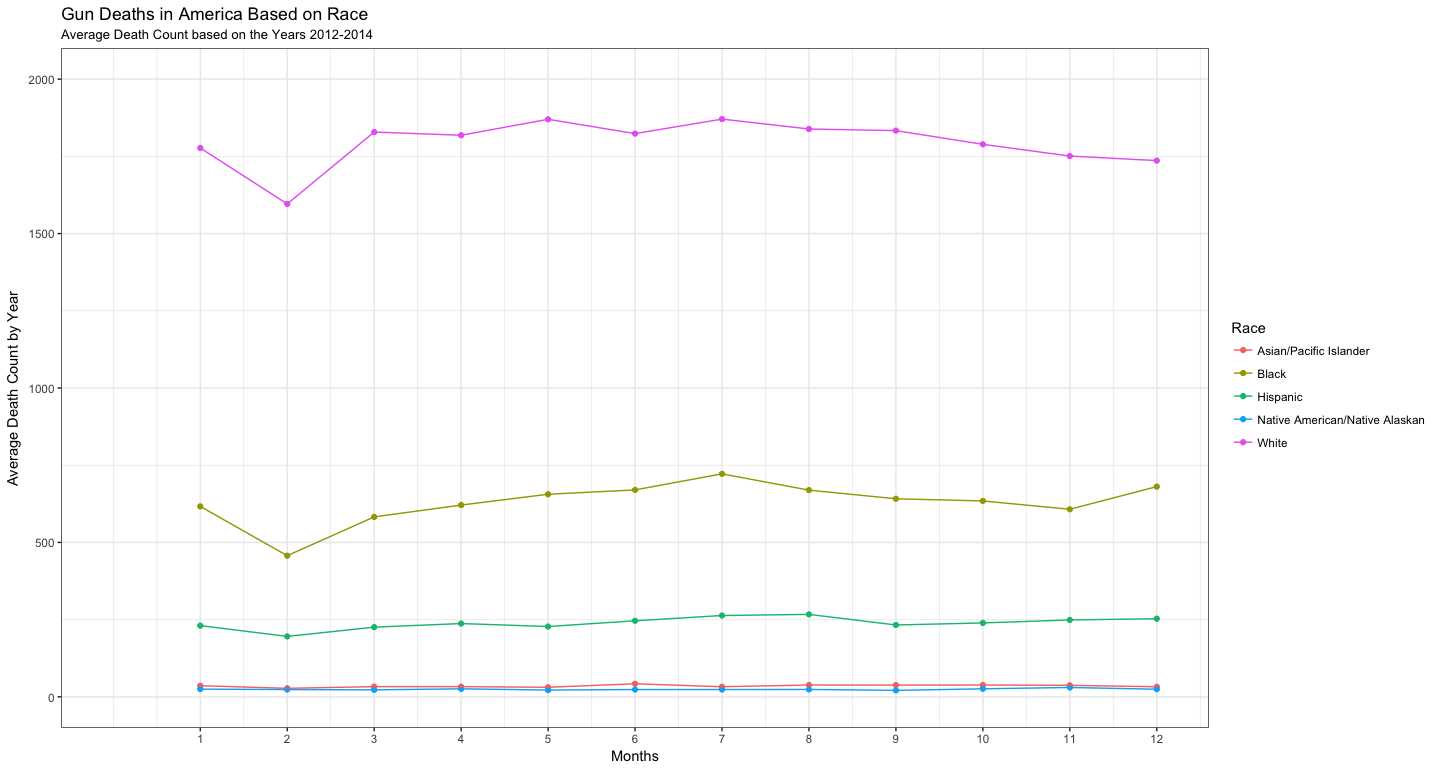 Gun Deaths in America Based on Race
Average Death Count based on the Years 2012-2014
Average Death Count by Year
2000
1500
1000
500
0
1 2 3 4 5 6 7 8 9 10 11 12
Months
Race
Asian/Pacific Islander
Black
Hispanic
Native American/Native Alaskan
White